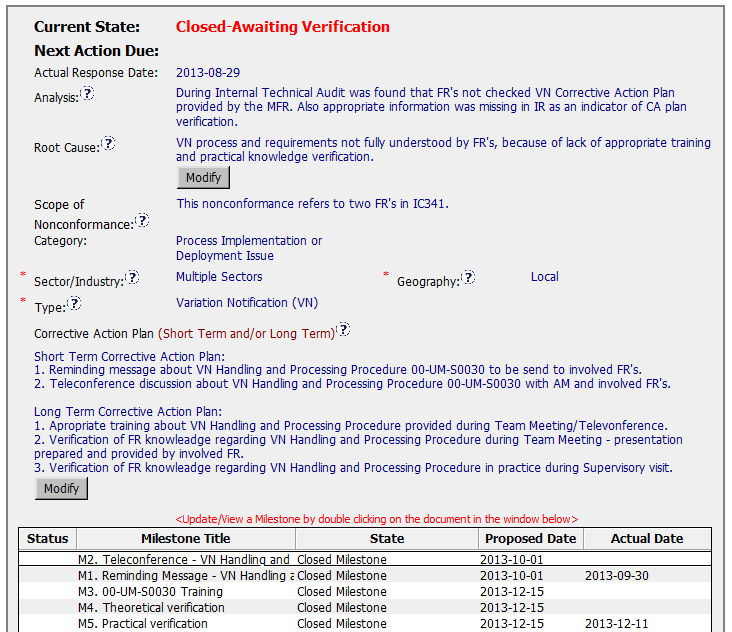 Current State: Closed-Awaiting Verification
Next Action Due:
Actual Response Date: 2013-08-29
Analysis:? During Internal Technical Audit was found that FR's not checked VN Corrective Action Plan
provided by the MFR. Also appropriate information was missing in IR as an indicator of CA plan
verification.
Root Cause:? VN process and requirements not fully understood by FR's, because of lack of appropriate training
and practical knowledge verification.
Modify
Scope of This nonconformance refers to two FR's in IC341.
Nonconformance:?
Category: Process Implementation or
Deployment Issue
* Sector/Industry:? Multiple Sectors * Geography:? Local
* Type:? Variation Notification (VN)
Corrective Action Plan (Short Term and/or Long Term)?
Short Term Corrective Action Plan:
1. Reminding message about VN Handling and Processing Procedure 00-UM-S0030 to be send to involved FR's.
2. Teleconference discussion about VN Handling and Processing Procedure 00-UM-S0030 with AM and involved FR's.
Long Term Corrective Action Plan:
1. Apropriate training about VN Handling and Processing Procedure provided during Team Meeting/Televonference.
2. Verification of FR knowleadge regarding VN Handling and Processing Procedure during Team Meeting - presentation
prepared and provided by involved FR.
3. Verification of FR knowleadge regarding VN Handling and Processing Procedure in practice during Supervisory visit.
Modify
<Update/View a Milestone by double clicking on the document in the window below>
Status Milestone Title State Proposed Date Actual Date
M2. Teleconference - VN Handling and Closed Milestone 2013-10-01
M1. Reminding Message - VN Handling a Closed Milestone 2013-10-01 2013-09-30
M3. 00-UM-S0030 Training Closed Milestone 2013-12-15
M4. Theoretical verification Closed Milestone 2013-12-15
M5. Practical verification Closed Milestone 2013-12-15 2013-12-11